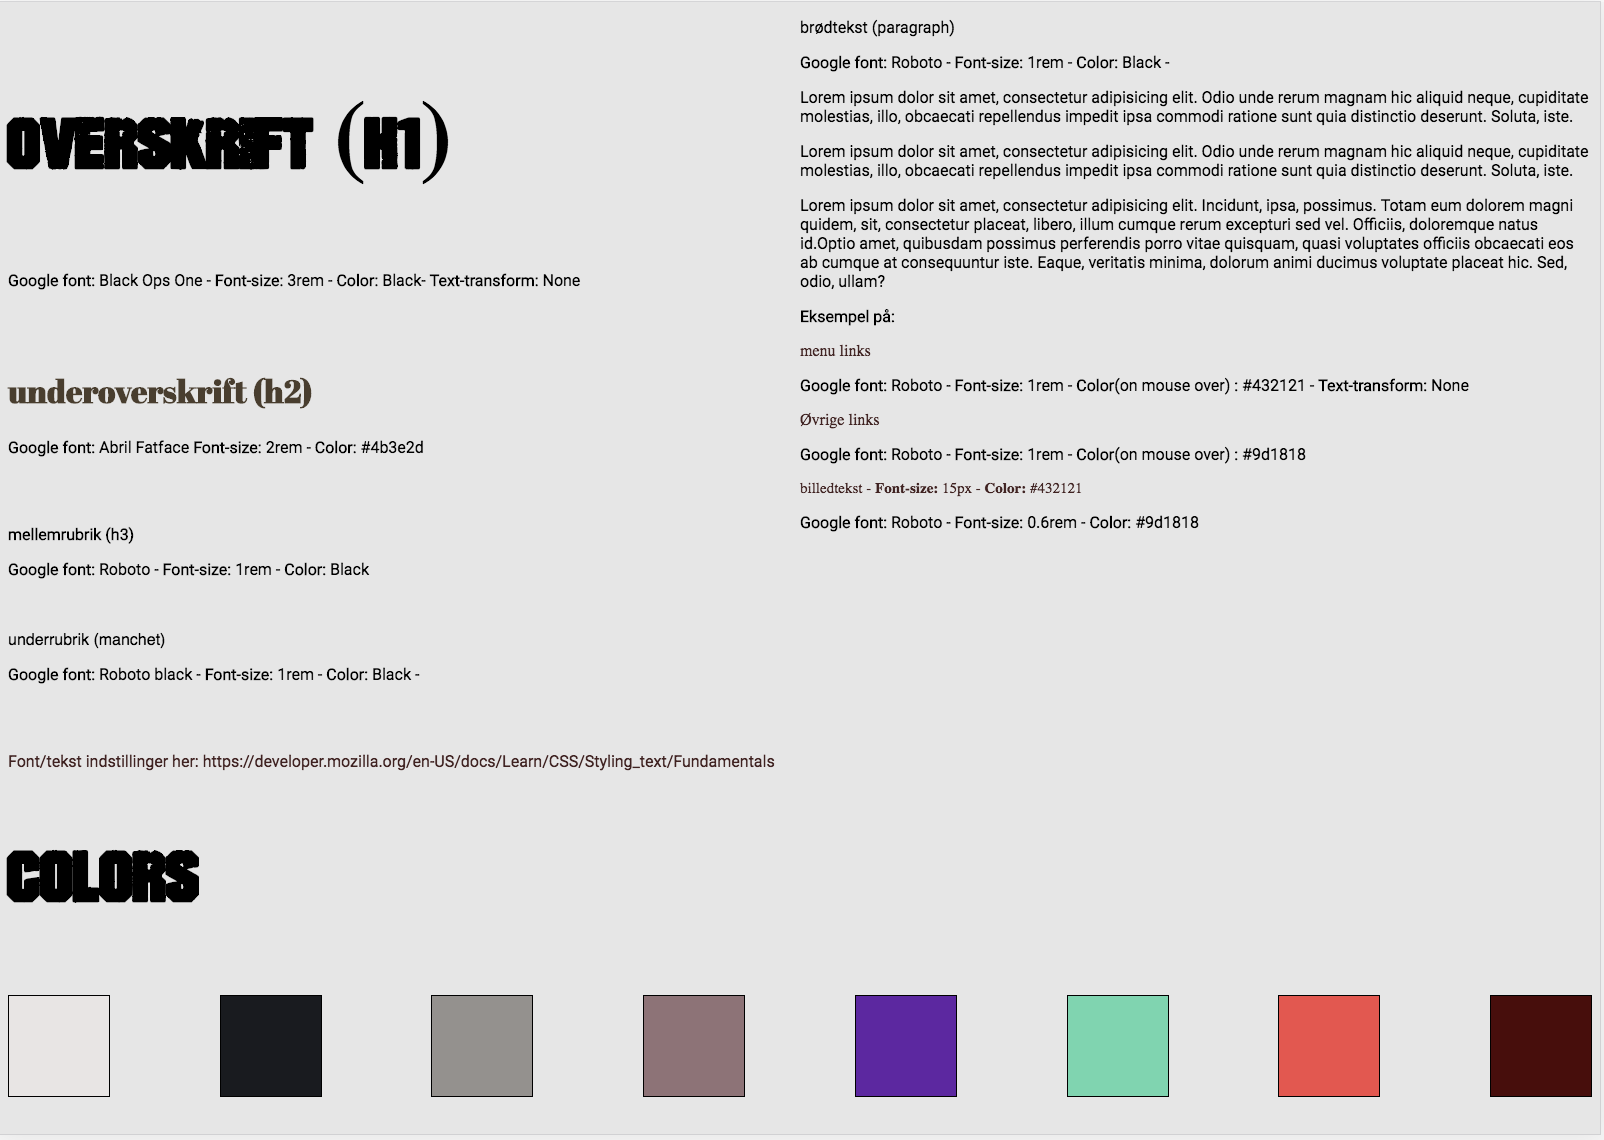 OVERSKRIFT (H1)
Google font: Black Ops One - Font-size: 3rem - Color: Black- Text-transform: None
underoverskrift (h2)
Google font: Abril Fatface Font-size: 2rem - Color: #4b3e2d
mellemrubrik (h3)
Google font: Roboto - Font-size: 1rem - Color: Black
underrubrik (manchet)
Google font: Roboto black - Font-size: 1rem - Color: Black -
Font/tekst indstillinger her: https://developer.mozilla.org/en-US/docs/Learn/CSS/Styling_text/Fundamentals
brødtekst (paragraph)
Google font: Roboto - Font-size: 1rem - Color: Black -
Lorem ipsum dolor sit amet, consectetur adipisicing elit. Odio unde rerum magnam hic aliquid neque, cupiditate
molestias, illo, obcaecati repellendus impedit ipsa commodi ratione sunt quia distinctio deserunt. Soluta, iste.
Lorem ipsum dolor sit amet, consectetur adipisicing elit. Odio unde rerum magnam hic aliquid neque, cupiditate
molestias, illo, obcaecati repellendus impedit ipsa commodi ratione sunt quia distinctio deserunt. Soluta, iste.
Lorem ipsum dolor sit amet, consectetur adipisicing elit. Incidunt, ipsa, possimus. Totam eum dolorem magni
quidem, sit, consectetur placeat, libero, illum cumque rerum excepturi sed vel. Officiis, doloremque natus
id.Optio amet, quibusdam possimus perferendis porro vitae quisquam, quasi voluptates officiis obcaecati eos
ab cumque at consequuntur iste. Eaque, veritatis minima, dolorum animi ducimus voluptate placeat hic. Sed,
odio, ullam?
Eksempel på:
menu links
Google font: Roboto - Font-size: 1rem - Color(on mouse over) : #432121 - Text-transform: None
Øvrige links
Google font: Roboto - Font-size: 1rem - Color(on mouse over) : #9d1818
billedtekst - Font-size: 15px - Color: #432121
Google font: Roboto - Font-size: 0.6rem - Color: #9d1818
COLORS